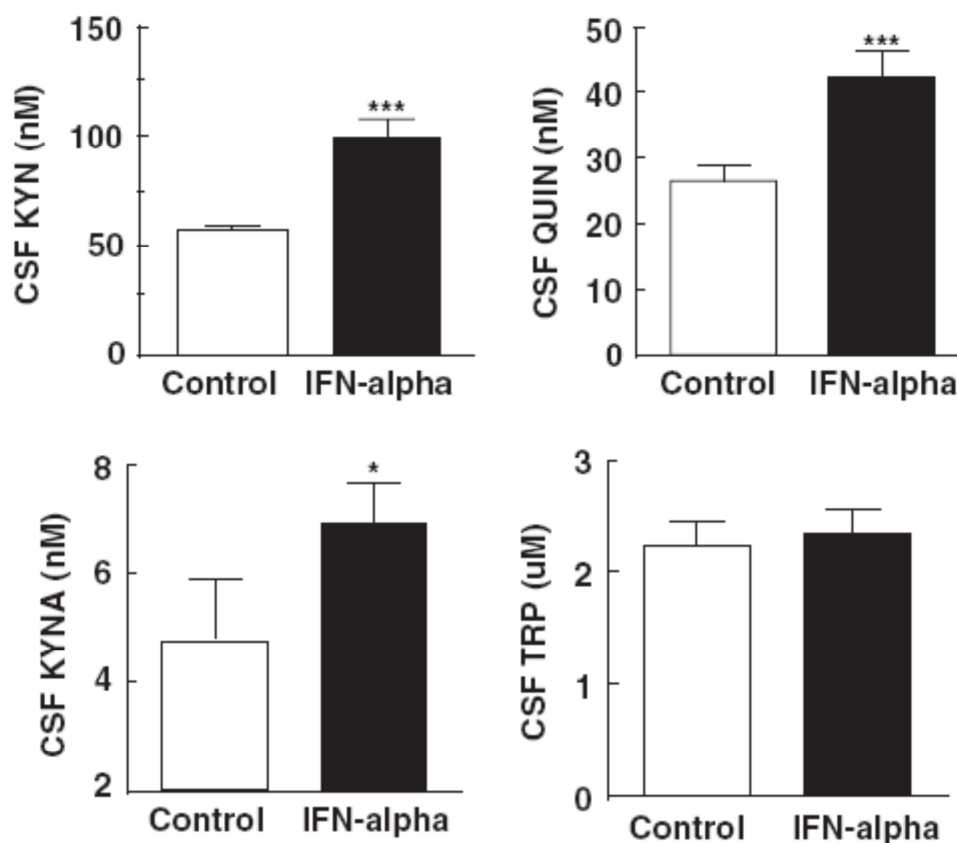 CSF KYN (nM)
150
100
50
0
***
Control IFN-alpha
CSF QUIN (nM)
50
40
30
20
10
0
***
Control IFN-alpha
CSF KYNA (nM)
8
6
4
2
*
Control IFN-alpha
CSF TRP (uM)
3
2
1
0
Control IFN-alpha